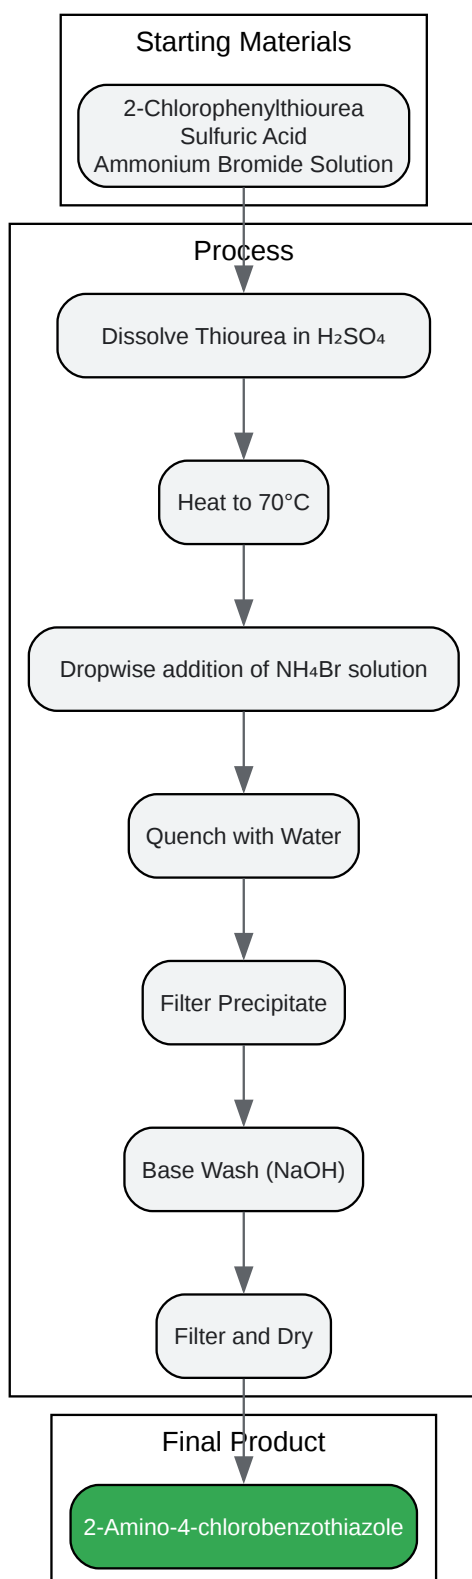 Starting Materials
2-Chlorophenylthiourea
Sulfuric Acid
Ammonium Bromide Solution
Process
Dissolve Thiourea in H₂SO₄
Heat to 70°C
Dropwise addition of NH₄Br solution
Quench with Water
Filter Precipitate
Base Wash (NaOH)
Filter and Dry
Final Product
2-Amino-4-chlorobenzothiazole